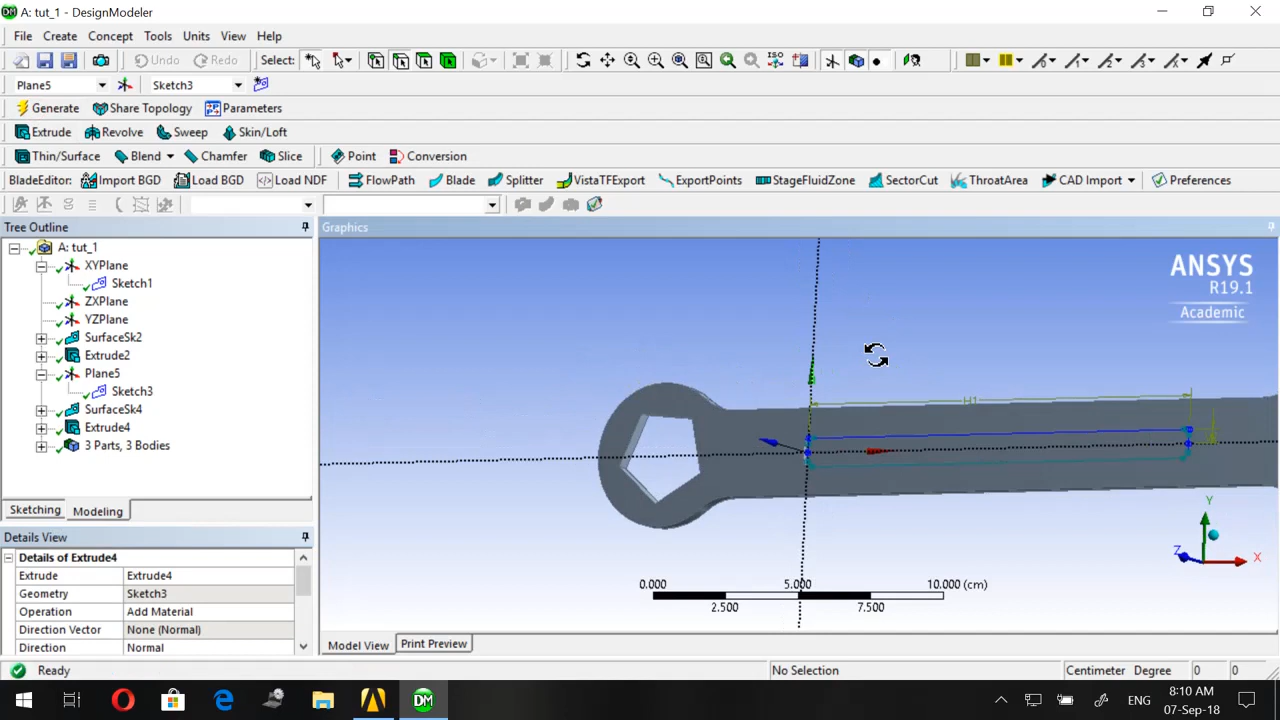 A: tut_1 - DesignModeler
File Create Concept Tools Units View Help
Undo Redo Select:
Plane5 Sketch3
Generate Share Topology Parameters
Extrude Revolve Sweep Skin/Loft
Thin/Surface Blend Chamfer Slice Point Conversion
BladeEditor: Import BGD Load BGD Load NDF FlowPath Blade Splitter VistaTFExport ExportPoints StageFluidZone SectorCut ThroatArea CAD Import Preferences
Tree Outline
Graphics
A: tut_1
XYPlane
Sketch1
ZXPlane
YZPlane
SurfaceSk2
Extrude2
Plane5
Sketch3
SurfaceSk4
Extrude4
3 Parts, 3 Bodies
Sketching Modeling
Details View
Details of Extrude4
Extrude Extrude4
Geometry Sketch3
Operation Add Material
Direction Vector None (Normal)
Direction Normal
ANSYS
R19.1
Academic
H1
Y
Z
X
0.000 5.000 10.000 (cm)
2.500 7.500
Model View Print Preview
Ready No Selection Centimeter Degree 0 0
DM
ENG
8:10 AM
07-Sep-18